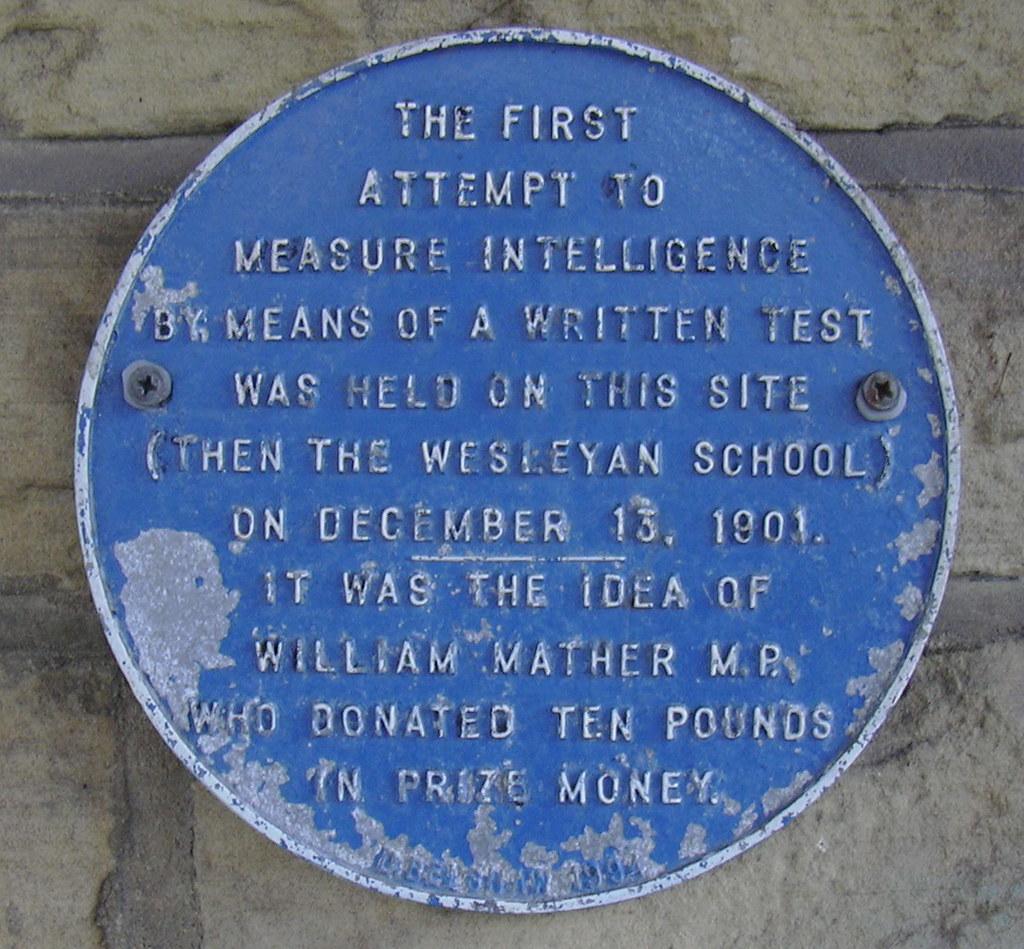 THE FIRST
ATTEMPT TO
MEASURE INTELLIGENCE
BY MEANS OF A WRITTEN TEST
WAS HELD ON THIS SITE
(THEN THE WESLEYAN SCHOOL)
ON DECEMBER 13, 1901.
IT WAS THE IDEA OF
WILLIAM MATHER M.P.
WHO DONATED TEN POUNDS
IN PRIZE MONEY.